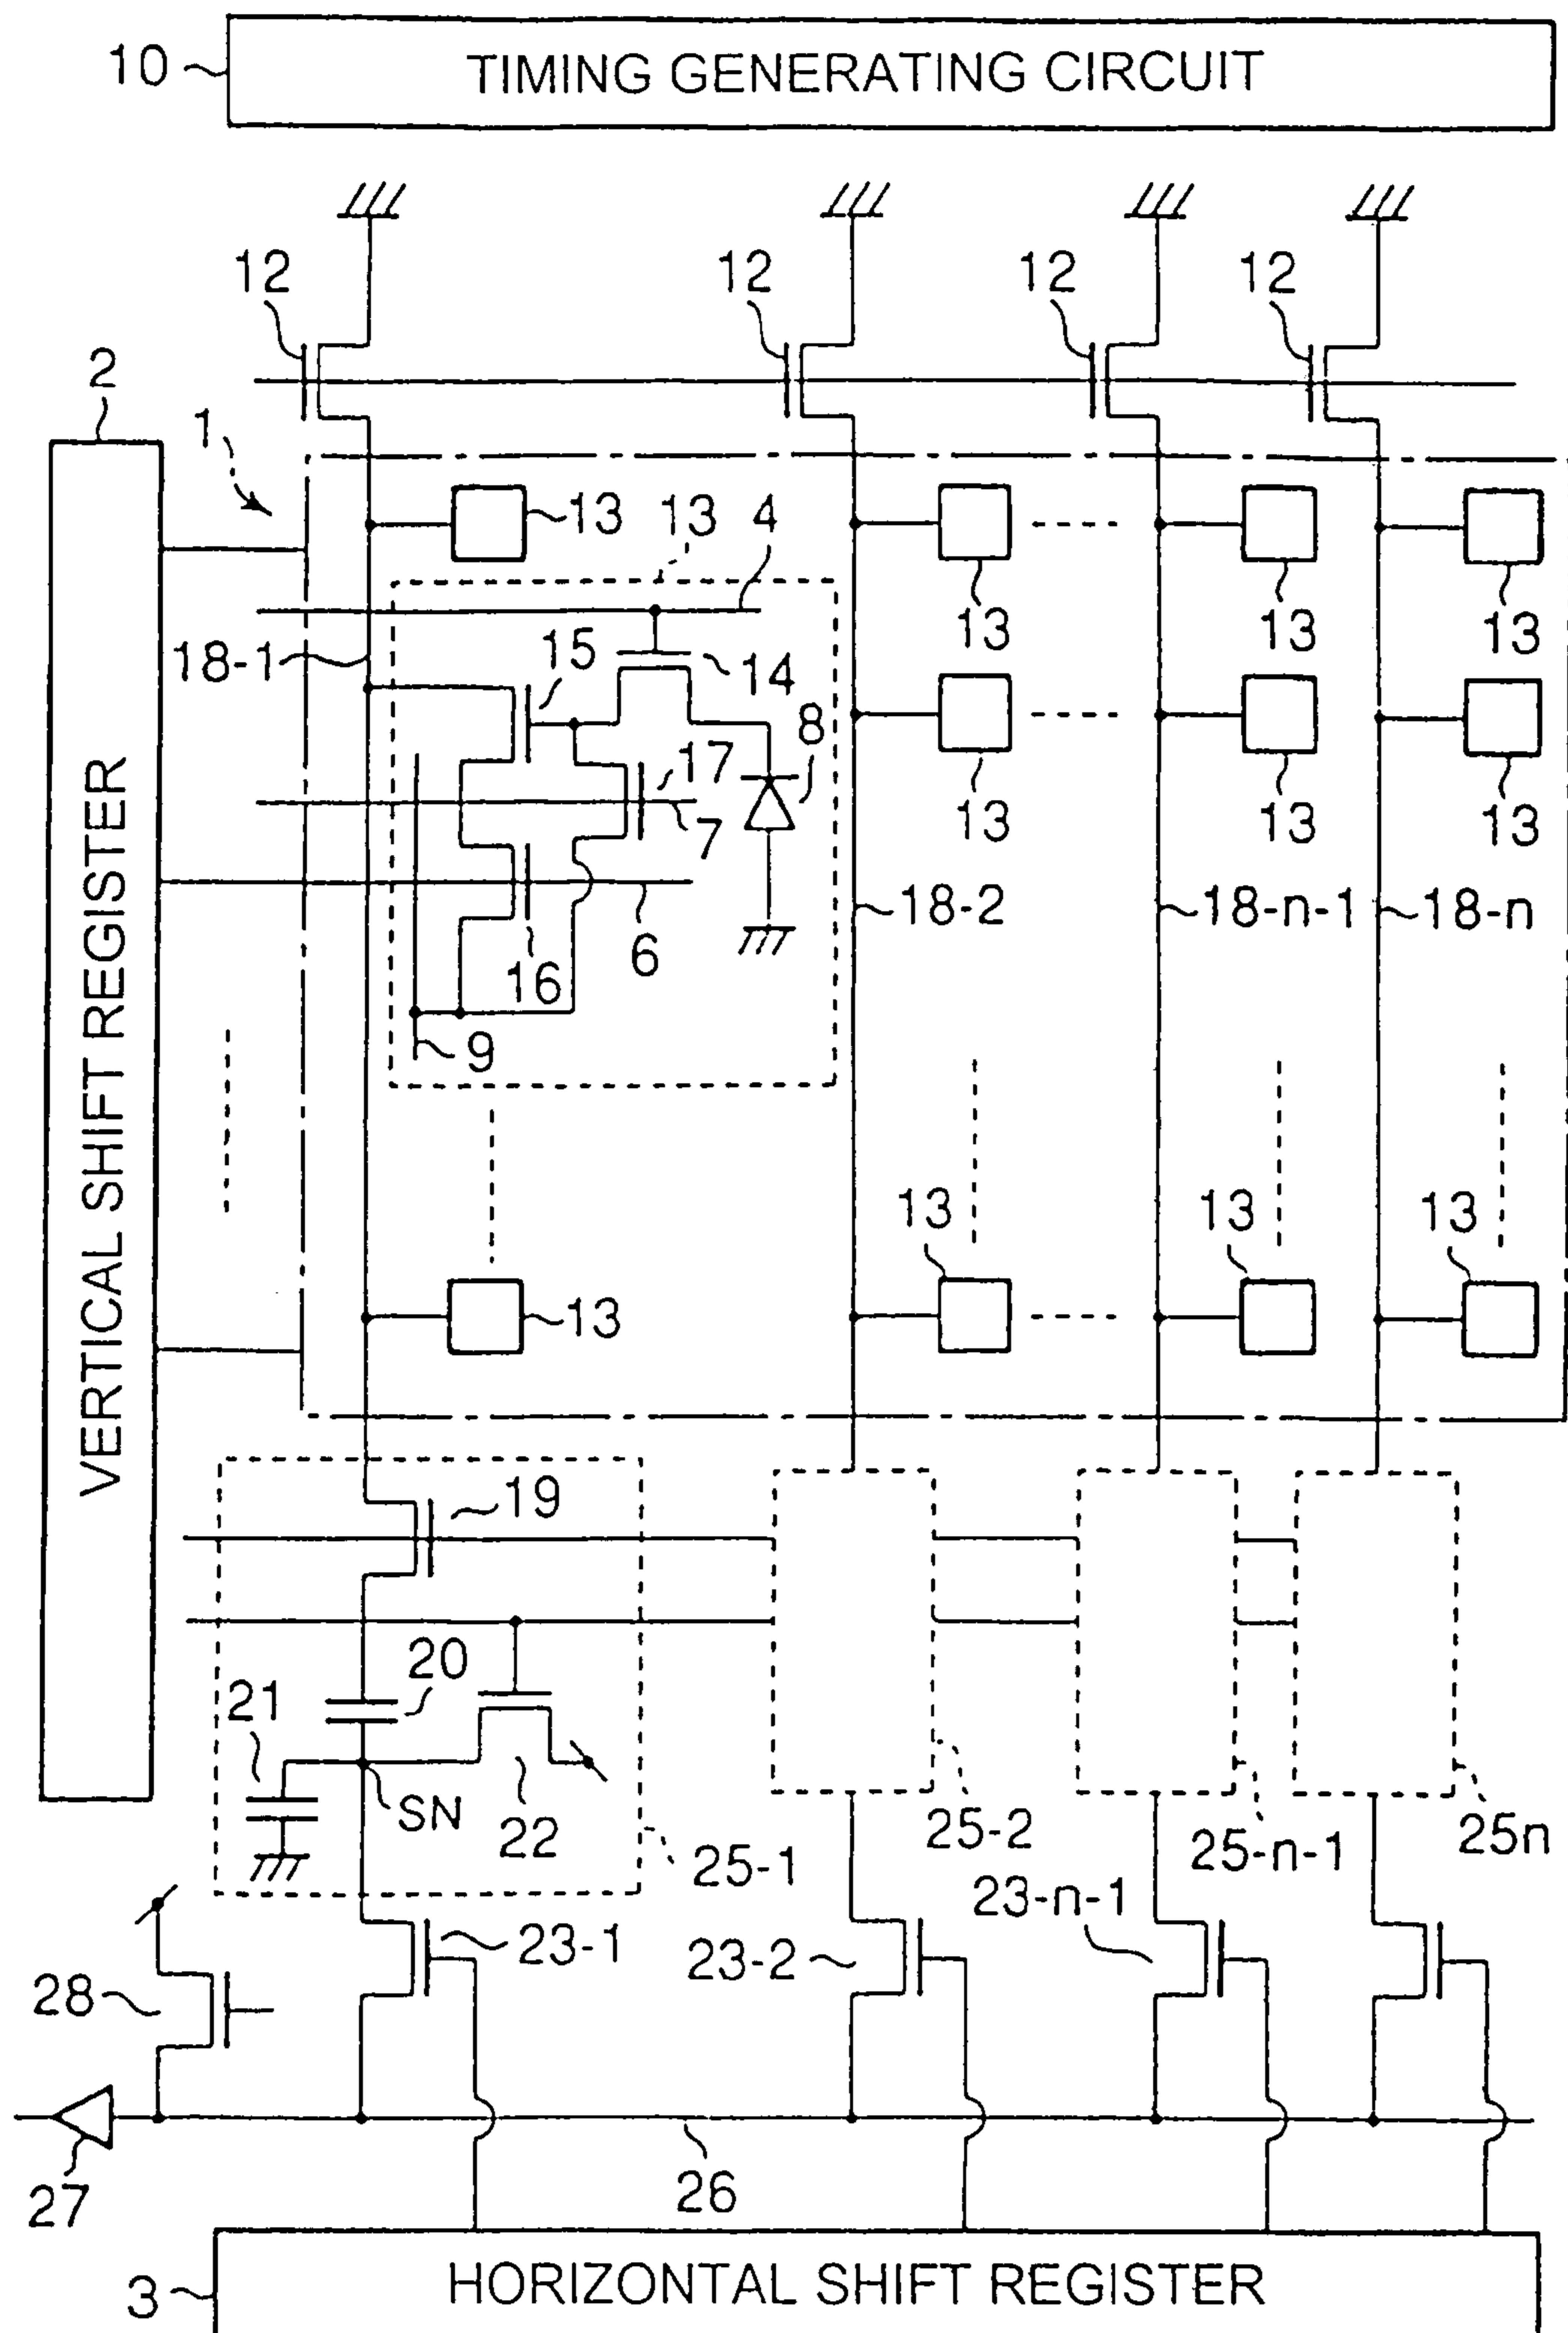 10 TIMING GENERATING CIRCUIT
12 12 12 12
2
1
13 13 4
13 13 13
18-1 15 14
8
17
7
13 13 13
18-2 18-n-1 18-n
6
16
9
VERTICAL SHIFT REGISTER
13 13 13
13
19
20
21
SN 22
25-1 25-2 25-n-1 25n
23-n-1
23-1 23-2
28
27 26
3 HORIZONTAL SHIFT REGISTER